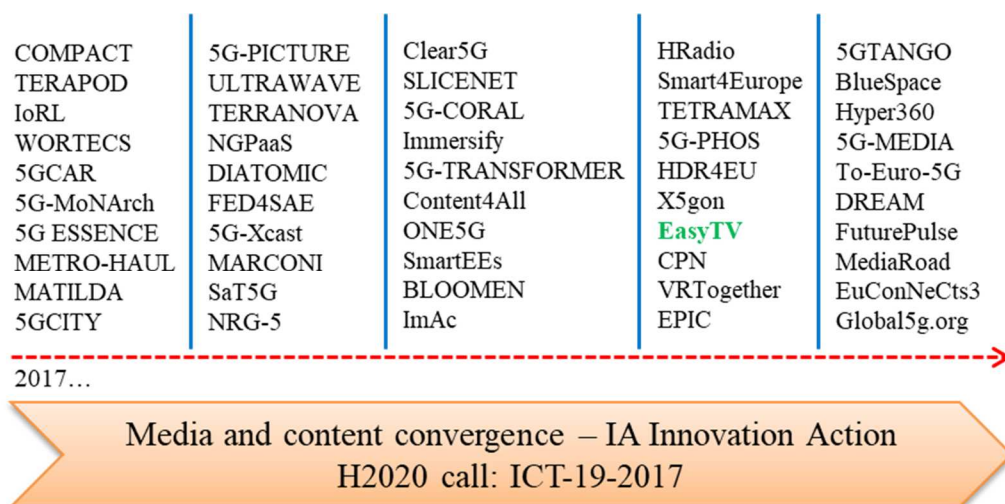 COMPACT
TERAPOD
IoRL
WORTECS
5GCAR
5G-MoNArch
5G ESSENCE
METRO-HAUL
MATILDA
5GCITY
5G-PICTURE
ULTRAWAVE
TERRANOVA
NGPaaS
DIATOMIC
FED4SAE
5G-Xcast
MARCONI
SaT5G
NRG-5
Clear5G
SLICENET
5G-CORAL
Immersify
5G-TRANSFORMER
Content4All
ONE5G
SmartEEs
BLOOMEN
ImAc
HRadio
Smart4Europe
TETRAMAX
5G-PHOS
HDR4EU
X5gon
EasyTV
CPN
VRTogether
EPIC
5GTANGO
BlueSpace
Hyper360
5G-MEDIA
To-Euro-5G
DREAM
FuturePulse
MediaRoad
EuConNeCts3
Global5g.org
2017…
Media and content convergence – IA Innovation Action
H2020 call: ICT-19-2017